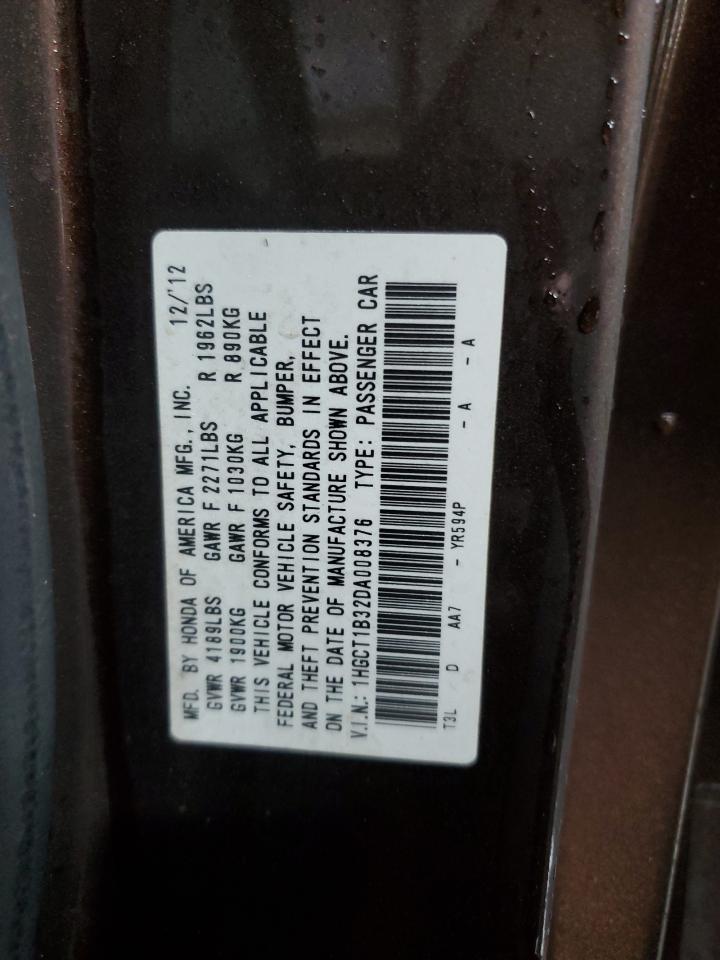 MFD. BY HONDA OF AMERICA MFG., INC. 12/'12
GVWR 4189LBS GAWR F 2271LBS R 1962LBS
GVWR 1900KG GAWR F 1030KG R 890KG
THIS VEHICLE CONFORMS TO ALL APPLICABLE
FEDERAL MOTOR VEHICLE SAFETY, BUMPER,
AND THEFT PREVENTION STANDARDS IN EFFECT
ON THE DATE OF MANUFACTURE SHOWN ABOVE.
V.I.N.: 1HGCT1B32DA008376 TYPE: PASSENGER CAR
T3L D AA7 - YR594P - A - A